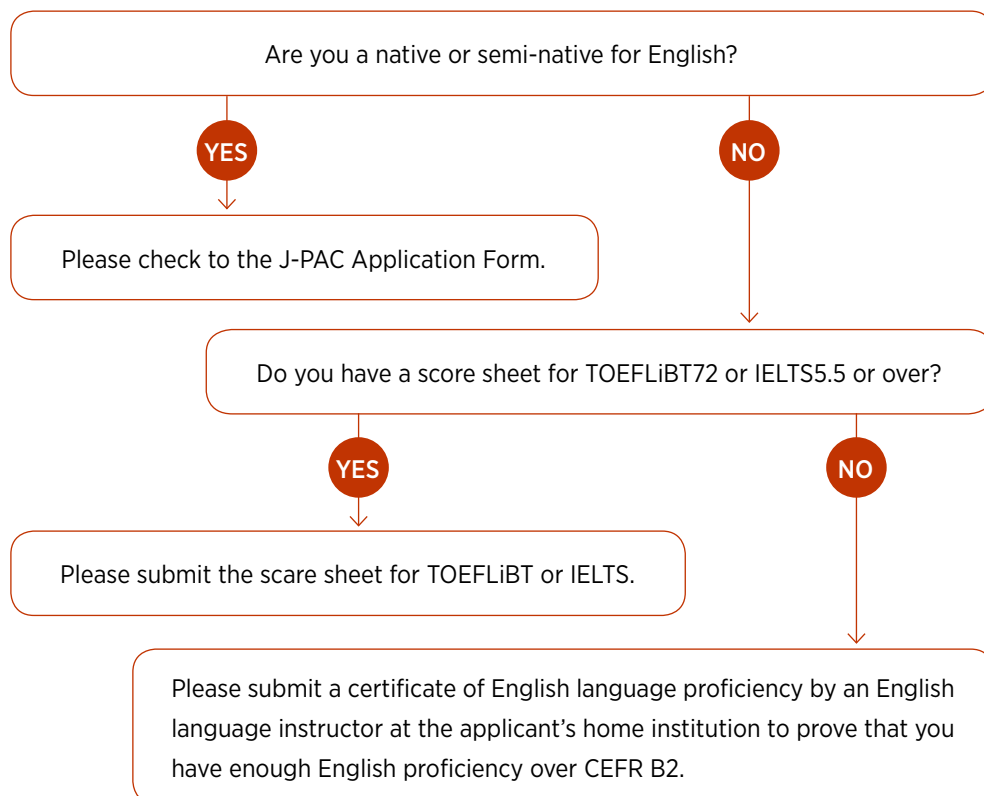 Are you a native or semi-native for English?
YES
NO
Please check to the J-PAC Application Form.
Do you have a score sheet for TOEFLiBT72 or IELTS5.5 or over?
YES
NO
Please submit the scare sheet for TOEFLiBT or IELTS.
Please submit a certificate of English language proficiency by an English
language instructor at the applicant’s home institution to prove that you
have enough English proficiency over CEFR B2.